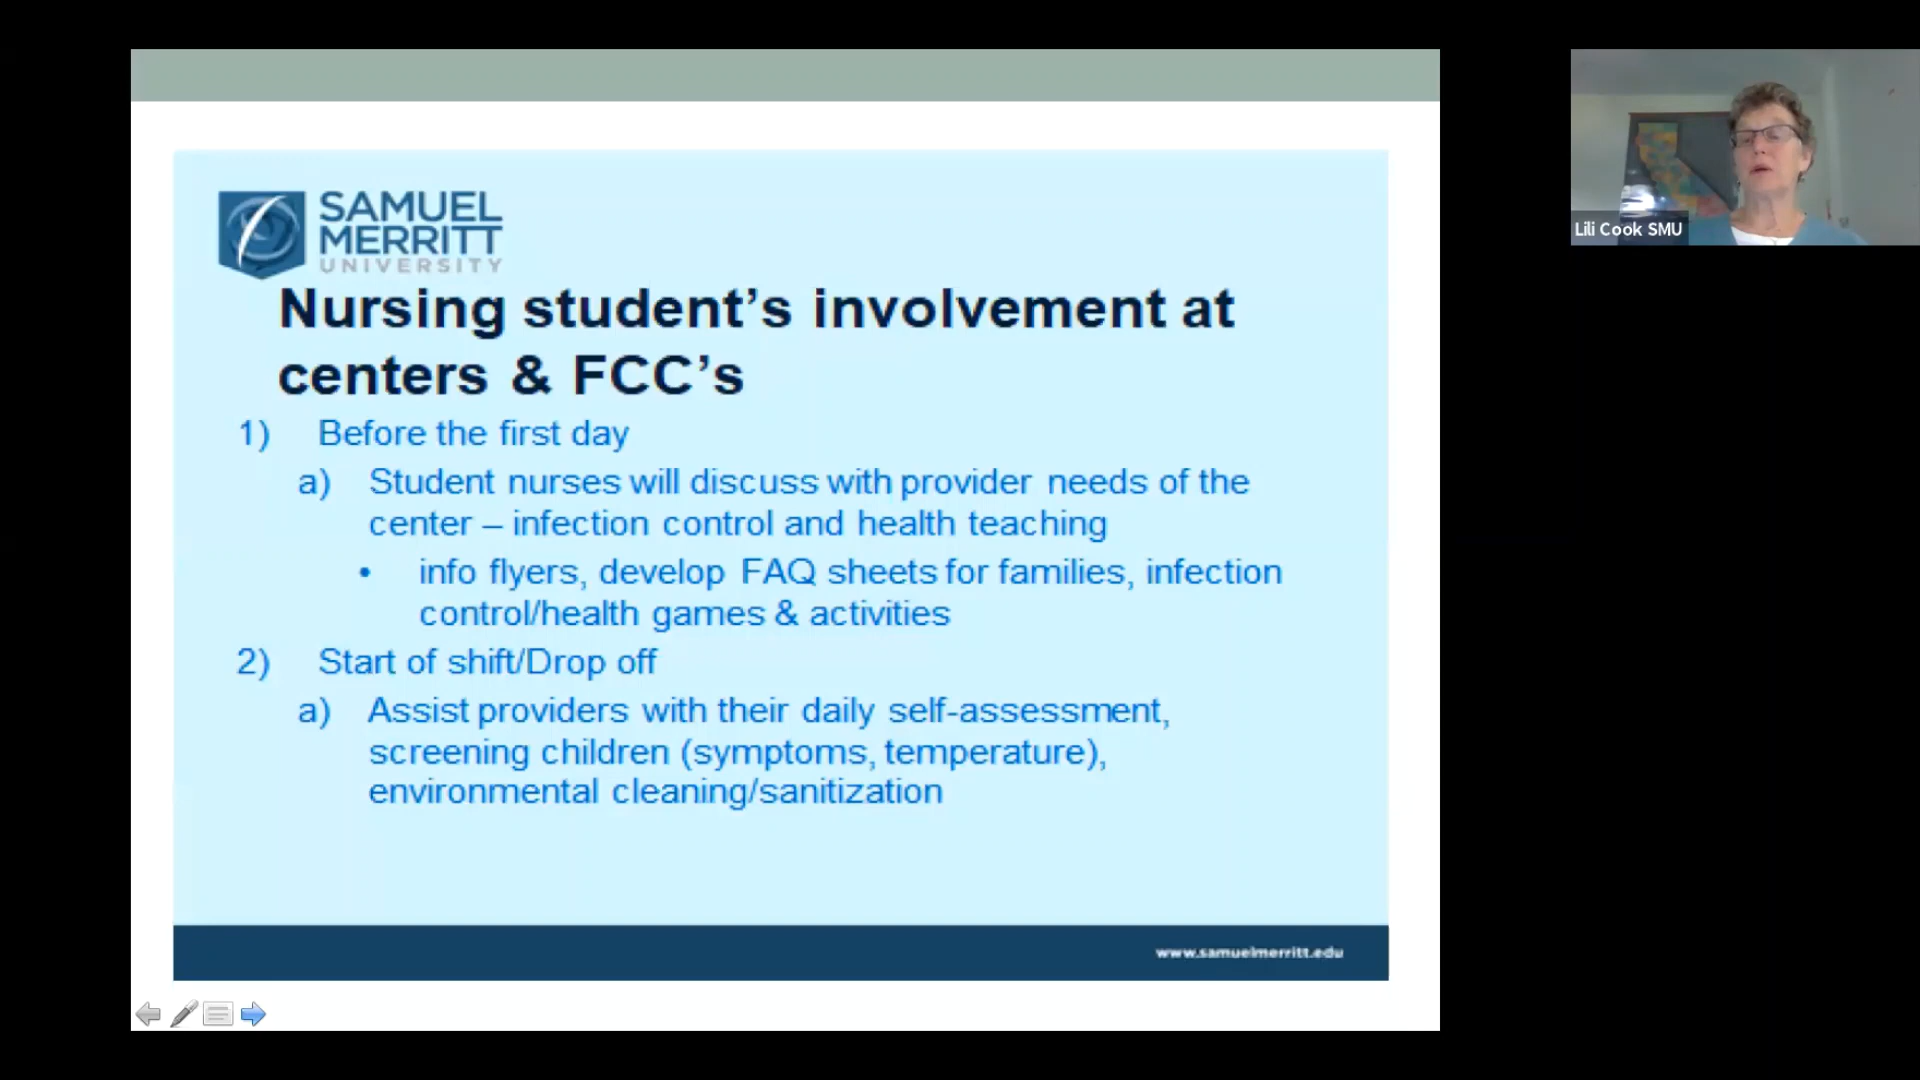 SAMUEL
MERRITT
UNIVERSITY
Nursing student’s involvement at
centers & FCC’s
1) Before the first day
a) Student nurses will discuss with provider needs of the
center – infection control and health teaching
• info flyers, develop FAQ sheets for families, infection
control/health games & activities
2) Start of shift/Drop off
a) Assist providers with their daily self-assessment,
screening children (symptoms, temperature),
environmental cleaning/sanitization
www.samuelmerritt.edu
Lili Cook SMU